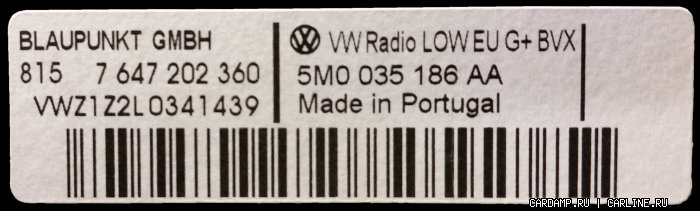 BLAUPUNKT GMBH
815 7 647 202 360
VWZ1Z2L0341439
VW Radio LOW EU G+ BVX
5M0 035 186 AA
Made in Portugal
CARDAMP.RU | CARLINE.RU